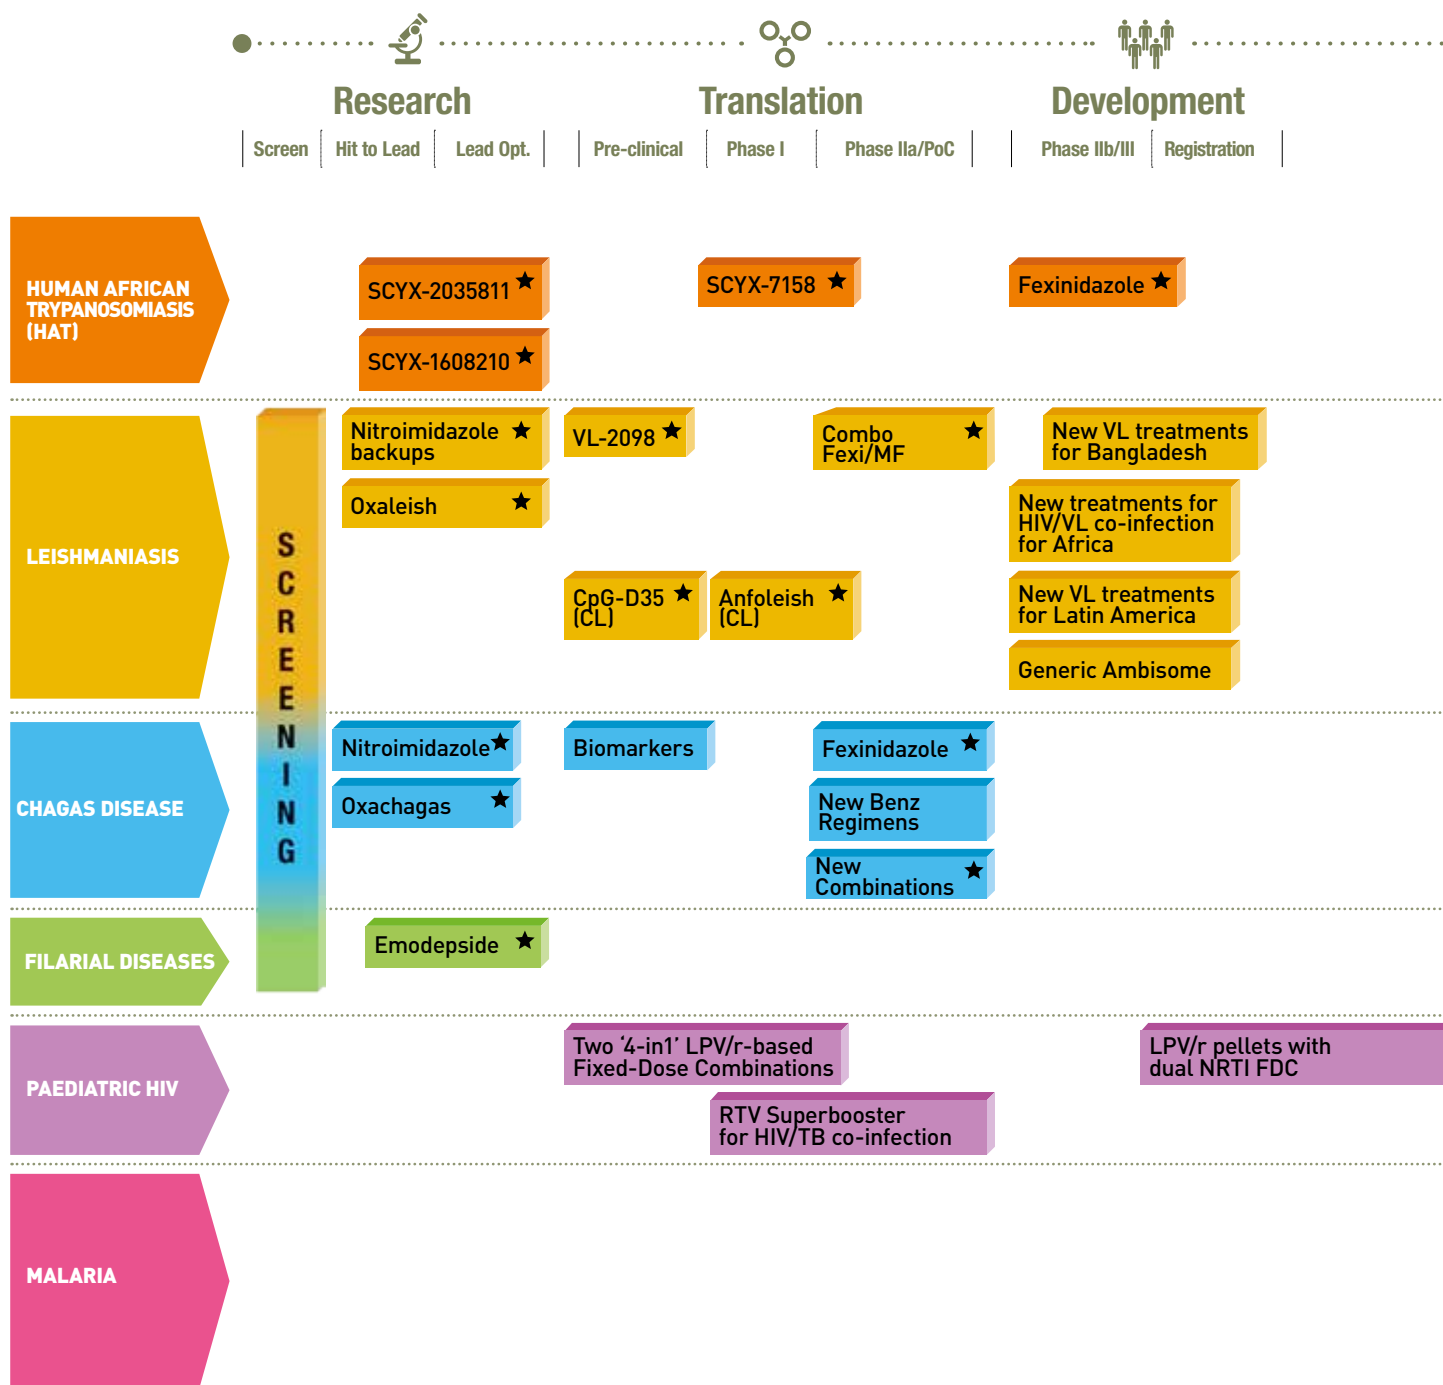 Research
Translation
Development
Screen
Hit to Lead
Lead Opt.
Pre-clinical
Phase I
Phase IIa/PoC
Phase IIb/III
Registration
HUMAN AFRICAN
TRYPANOSOMIASIS
(HAT)
SCYX-2035811
SCYX-1608210
SCYX-7158
Fexinidazole
SCREENING
LEISHMANIASIS
Nitroimidazole
backups
Oxaleish
VL-2098
CpG-D35
(CL)
Anfoleish
(CL)
Combo
Fexi/MF
New VL treatments
for Bangladesh
New treatments for
HIV/VL co-infection
for Africa
New VL treatments
for Latin America
Generic Ambisome
CHAGAS DISEASE
Nitroimidazole
Oxachagas
Biomarkers
Fexinidazole
New Benz
Regimens
New
Combinations
FILARIAL DISEASES
Emodepside
PAEDIATRIC HIV
Two ‘4-in1’ LPV/r-based
Fixed-Dose Combinations
RTV Superbooster
for HIV/TB co-infection
LPV/r pellets with
dual NRTI FDC
MALARIA